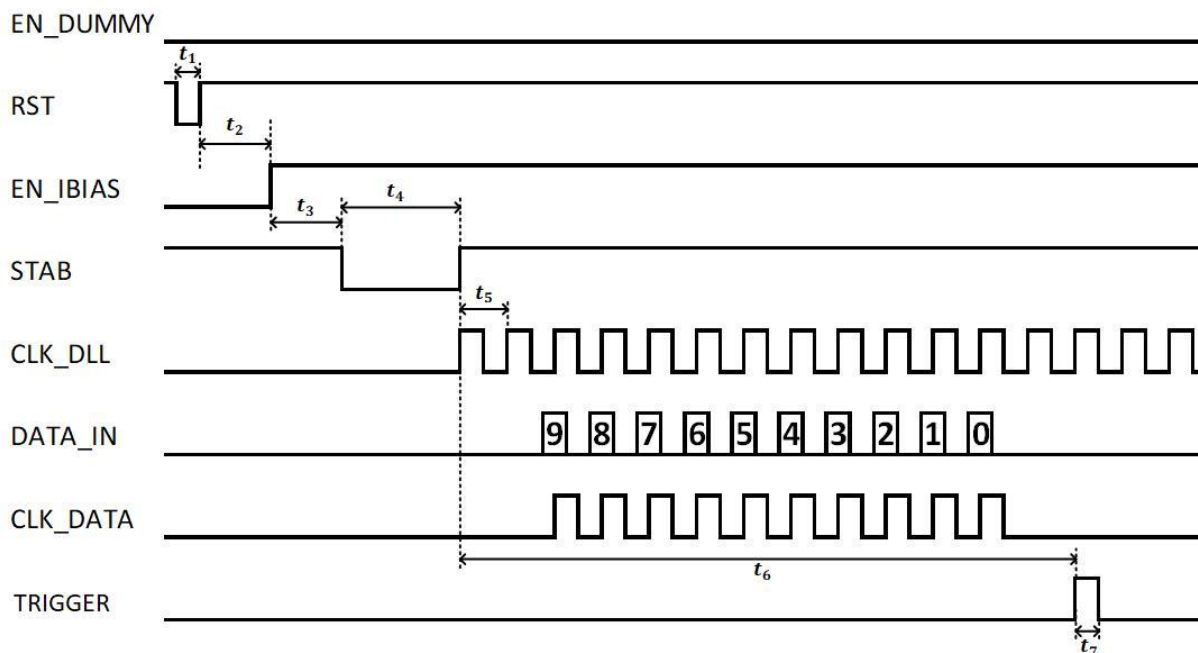 EN_DUMMY
t₁
RST
t₂
EN_IBIAS
t₃
t₄
STAB
t₅
CLK_DLL
DATA_IN
9 8 7 6 5 4 3 2 1 0
CLK_DATA
t₆
TRIGGER
t₇